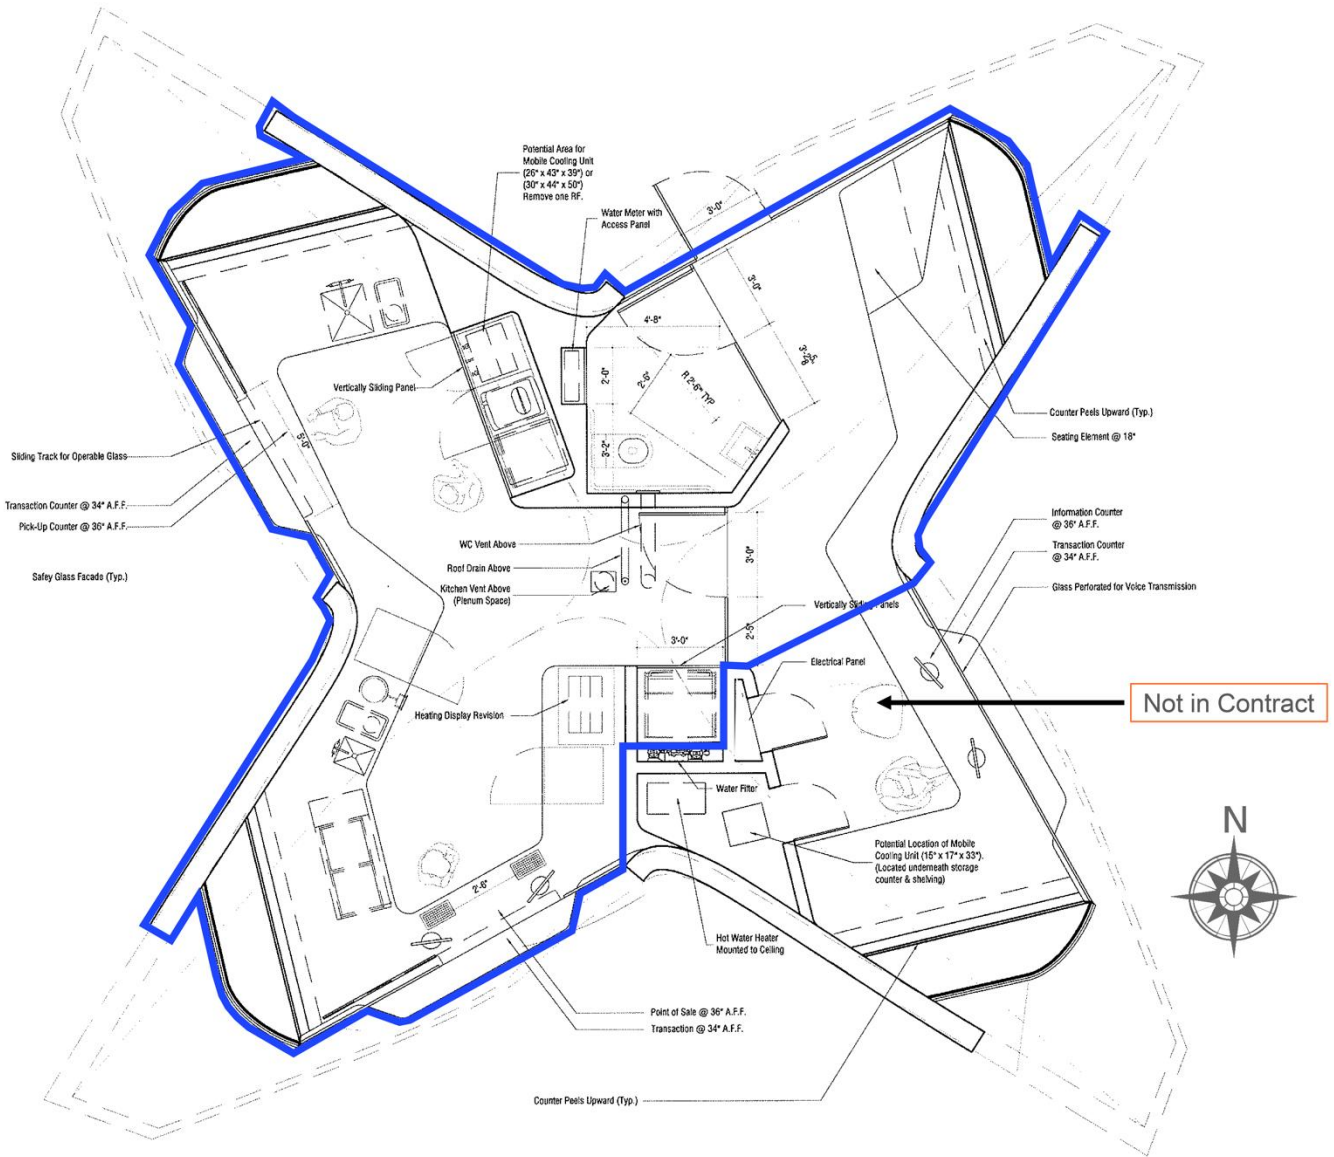 Potential Area for
Mobile Cooling Unit
(26" x 43" x 39") or
(30" x 44" x 50")
Remove one RF.
Water Meter with
Access Panel
3'-0"
3'-0"
4'-8"
3'-2⅝"
2'-0"
2'-6"
R 2'-6" TYP
3'-2"
Vertically Sliding Panel
5'-0"
Sliding Track for Operable Glass
Transaction Counter @ 34" A.F.F.
Pick-Up Counter @ 36" A.F.F.
Safey Glass Facade (Typ.)
Counter Peels Upward (Typ.)
Seating Element @ 18"
Information Counter
@ 36" A.F.F.
Transaction Counter
@ 34" A.F.F.
Glass Perforated for Voice Transmission
WC Vent Above
Roof Drain Above
Kitchen Vent Above
(Plenum Space)
3'-0"
Vertically Sliding Panels
2'-5"
3'-0"
Electrical Panel
Not in Contract
Heating Display Revision
Water Filter
N
Potential Location of Mobile
Cooling Unit (15" x 17" x 33").
(Located underneath storage
counter & shelving)
2'-6"
Hot Water Heater
Mounted to Ceiling
Point of Sale @ 36" A.F.F.
Transaction @ 34" A.F.F.
Counter Peels Upward (Typ.)